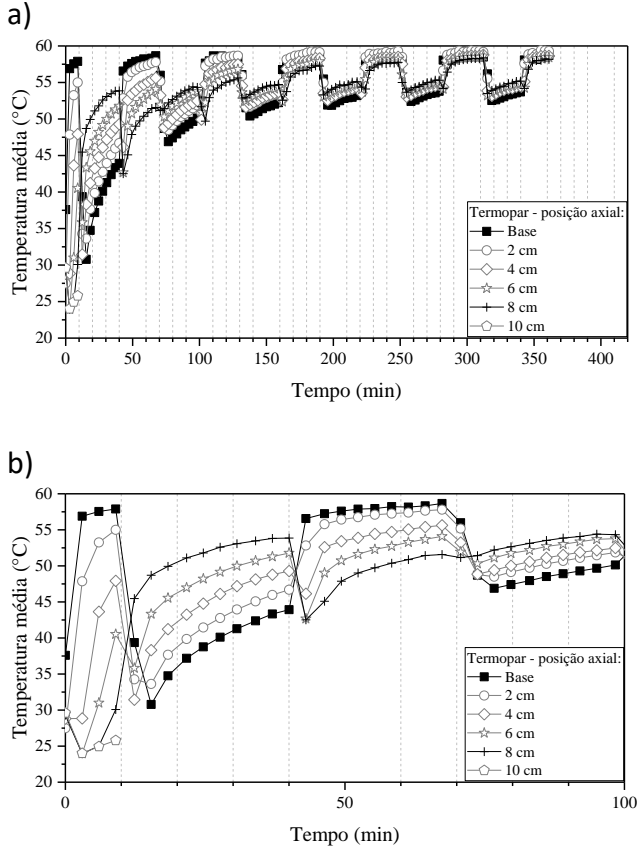 a)
60
55
50
45
40
35
30
25
20
Temperatura média (°C)
Termopar - posição axial:
Base
2 cm
4 cm
6 cm
8 cm
10 cm
0 50 100 150 200 250 300 350 400
Tempo (min)
b)
60
55
50
45
40
35
30
25
20
Temperatura média (°C)
Termopar - posição axial:
Base
2 cm
4 cm
6 cm
8 cm
10 cm
0 50 100
Tempo (min)